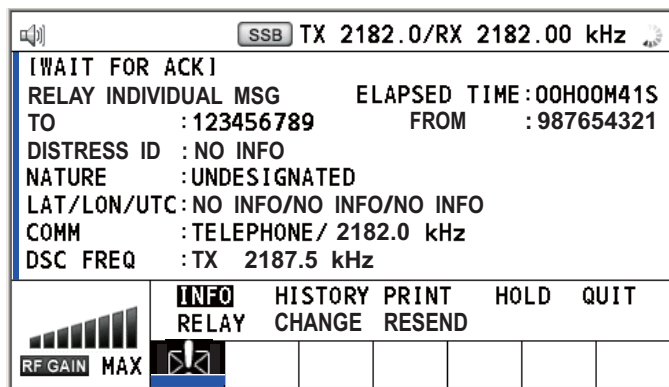 SSB TX 2182.0/RX 2182.00 kHz
[WAIT FOR ACK]
RELAY INDIVIDUAL MSG ELAPSED TIME:00H00M41S
TO :123456789 FROM :987654321
DISTRESS ID : NO INFO
NATURE :UNDESIGNATED
LAT/LON/UTC: NO INFO/NO INFO/NO INFO
COMM :TELEPHONE/ 2182.0 kHz
DSC FREQ :TX 2187.5 kHz
INFO HISTORY PRINT HOLD QUIT
RELAY CHANGE RESEND
RF GAIN MAX